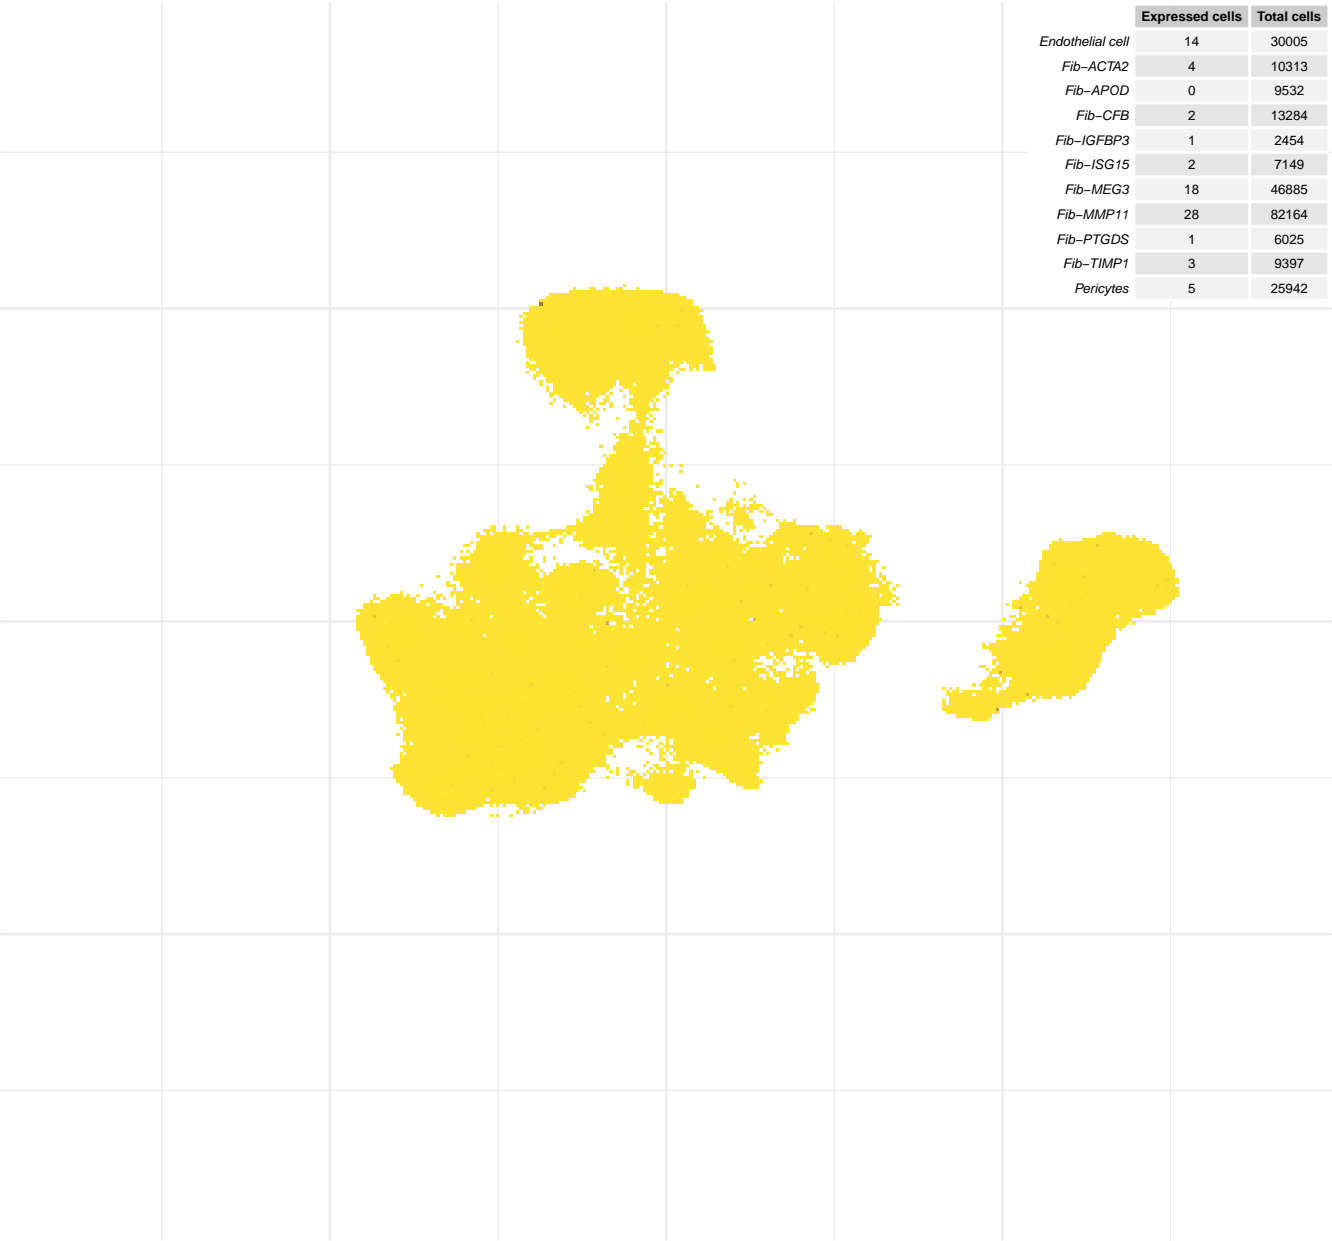 Expressed cells Total cells
Endothelial cell 14 30005
Fib−ACTA2 4 10313
Fib−APOD 0 9532
Fib−CFB 2 13284
Fib−IGFBP3 1 2454
Fib−ISG15 2 7149
Fib−MEG3 18 46885
Fib−MMP11 28 82164
Fib−PTGDS 1 6025
Fib−TIMP1 3 9397
Pericytes 5 25942